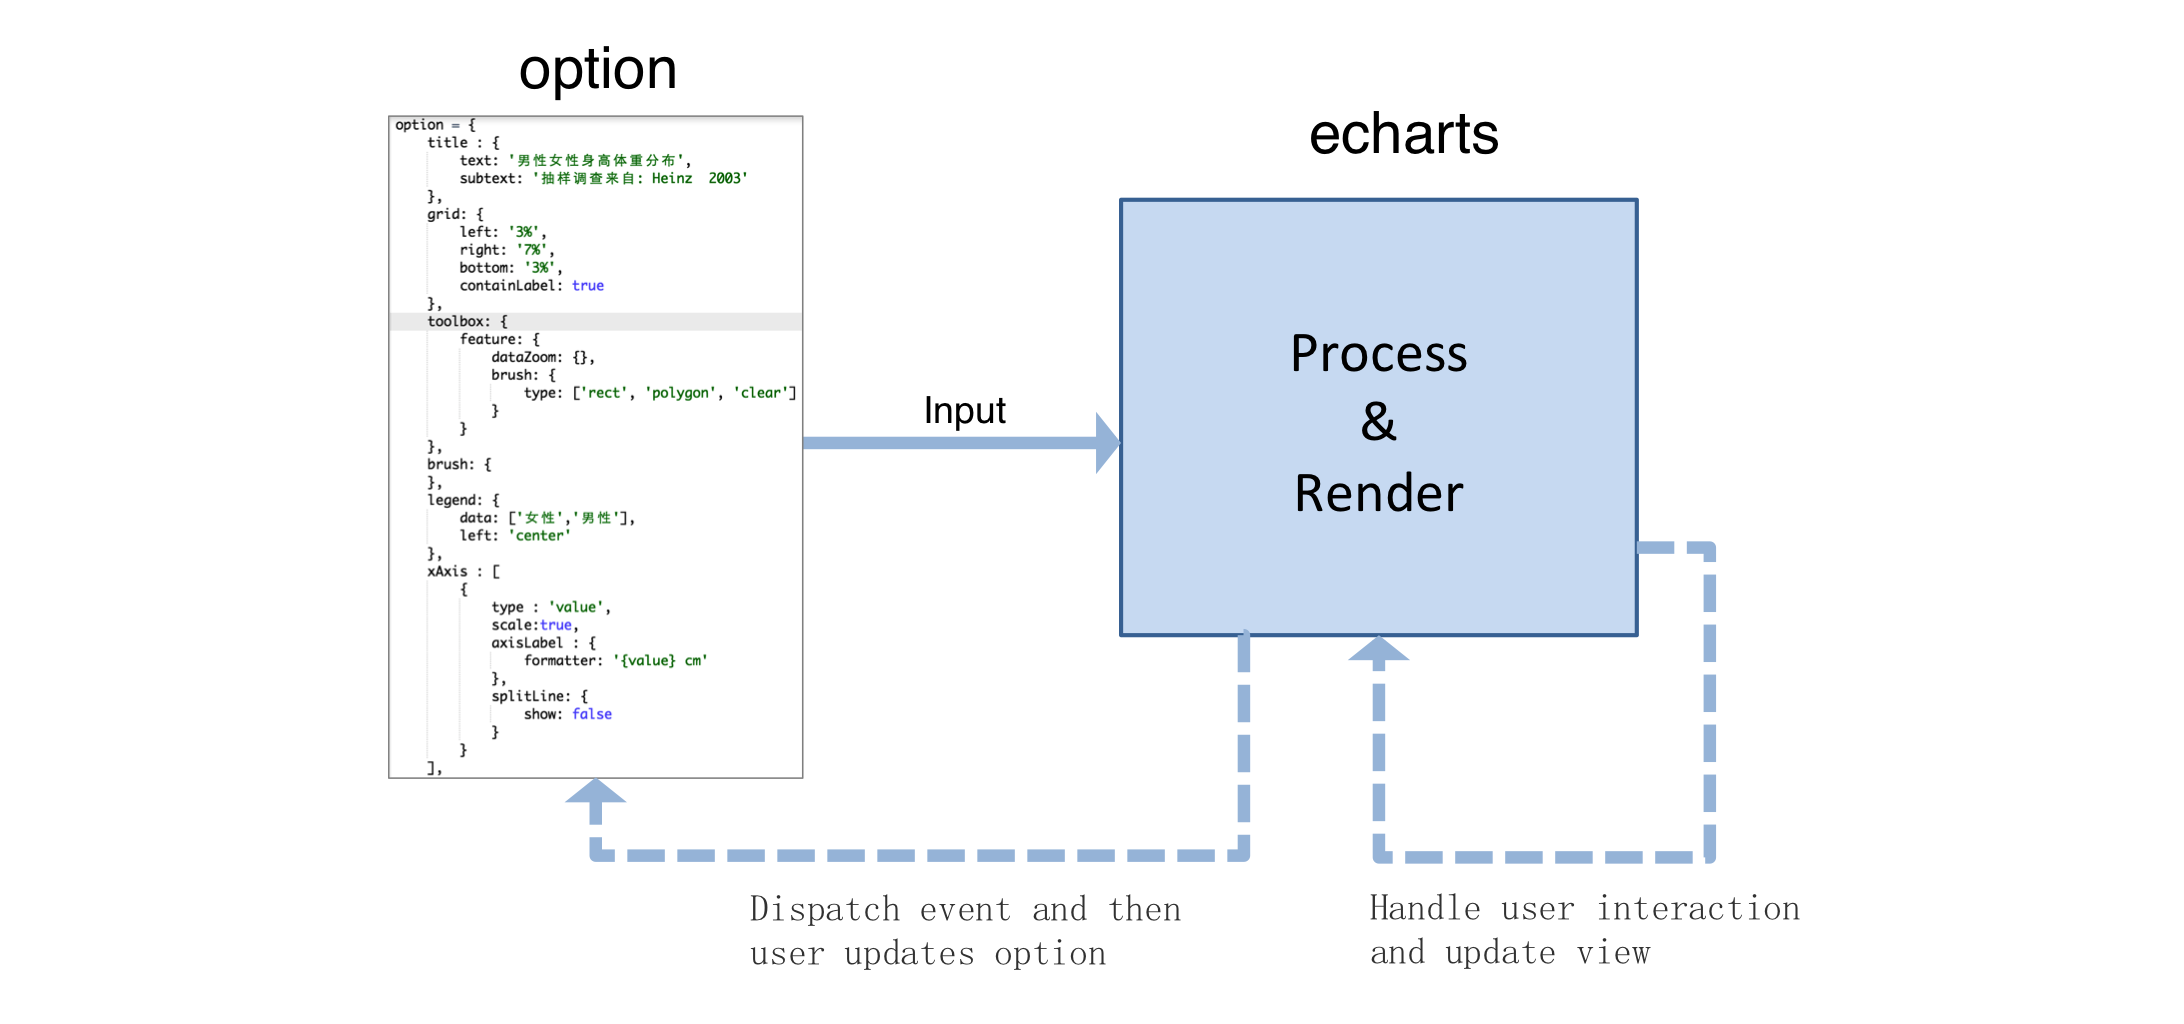 option
option = {
    title : {
        text: '男性女性身高体重分布',
        subtext: '抽样调查来自: Heinz  2003'
    },
    grid: {
        left: '3%',
        right: '7%',
        bottom: '3%',
        containLabel: true
    },
    toolbox: {
        feature: {
            dataZoom: {},
            brush: {
                type: ['rect', 'polygon', 'clear']
            }
        }
    },
    brush: {
    },
    legend: {
        data: ['女性','男性'],
        left: 'center'
    },
    xAxis : [
        {
            type : 'value',
            scale:true,
            axisLabel : {
                formatter: '{value} cm'
            },
            splitLine: {
                show: false
            }
        }
    ],
Input
echarts
Process
&
Render
Dispatch event and then
user updates option
Handle user interaction
and update view